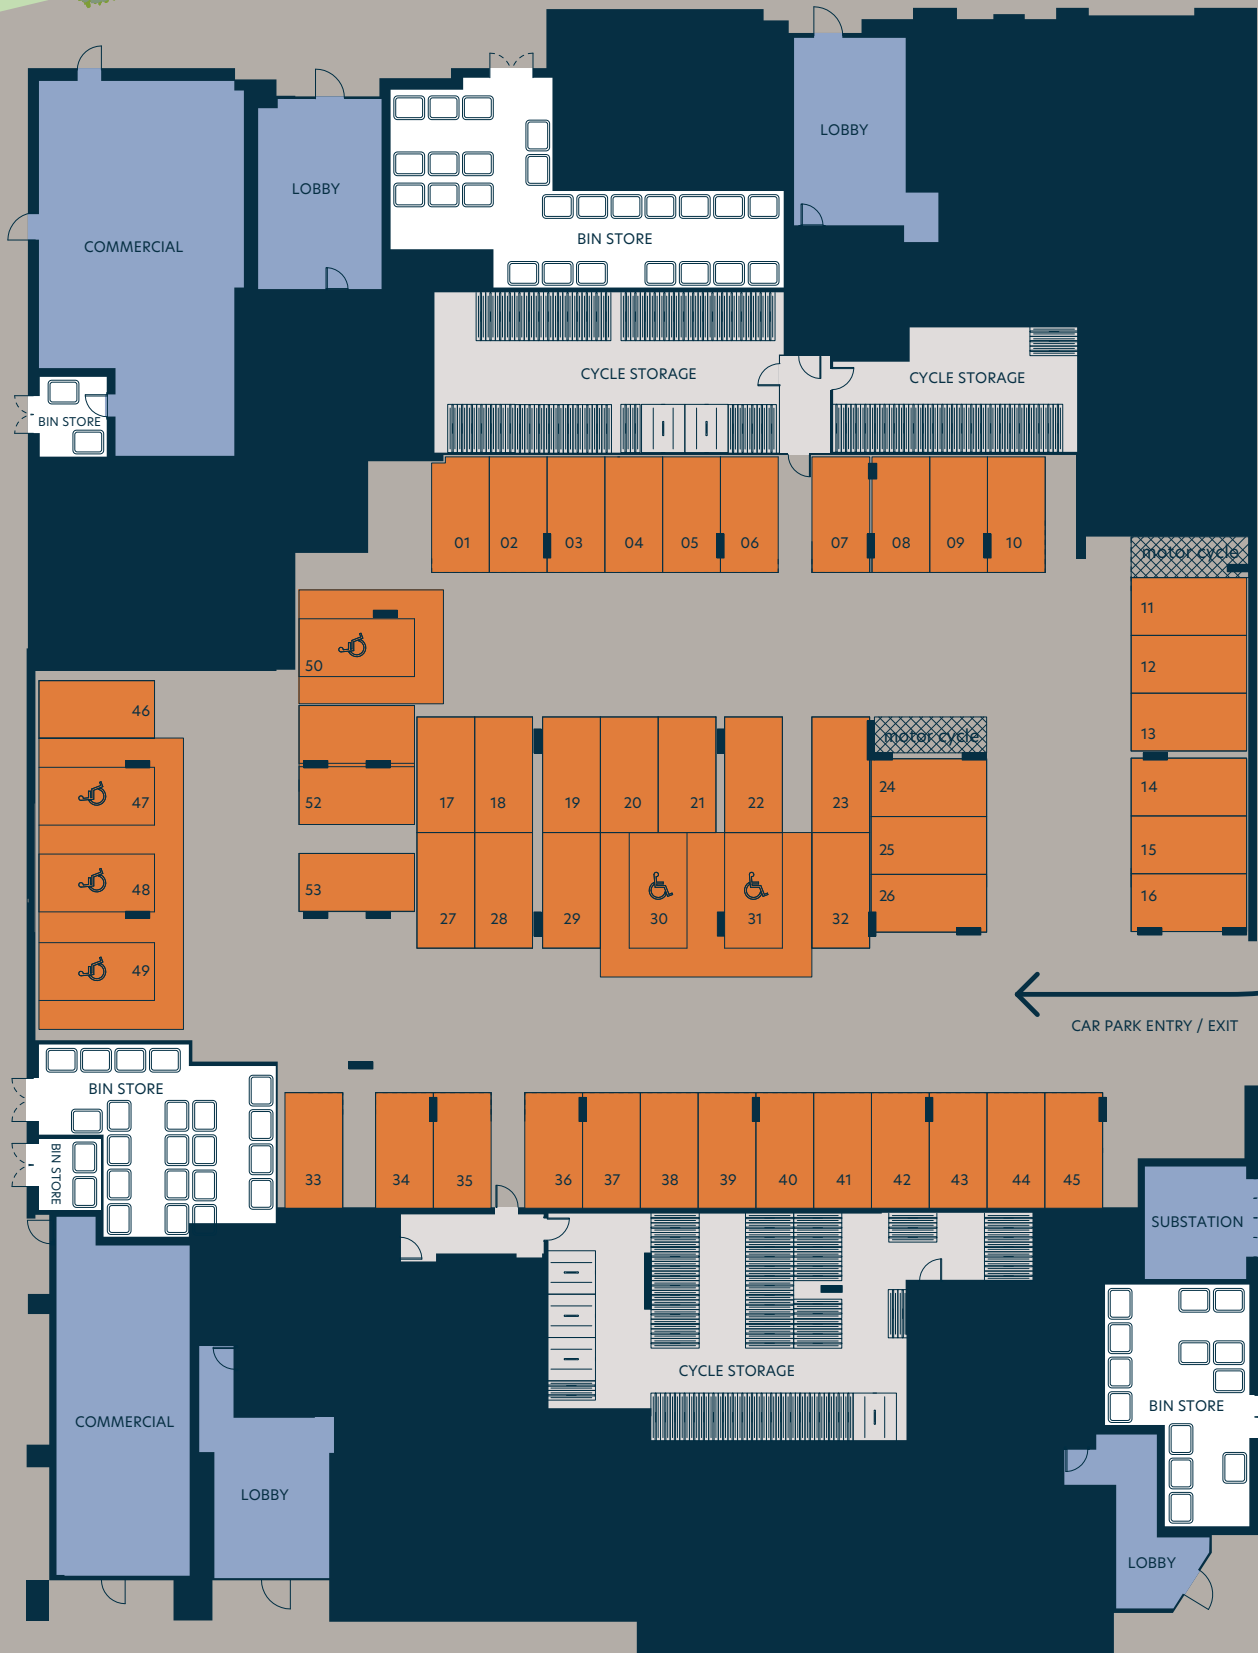 LOBBY
LOBBY
BIN STORE
COMMERCIAL
CYCLE STORAGE
CYCLE STORAGE
BIN STORE
01 02 03 04 05 06 07 08 09 10
motor cycle
11
50
12
46
13
motor cycle
24
14
47
52
17 18 19 20 21 22 23
25
15
48
53
26
16
27 28 29 30 31 32
49
CAR PARK ENTRY / EXIT
BIN STORE
BIN STORE
33 34 35 36 37 38 39 40 41 42 43 44 45
SUBSTATION
CYCLE STORAGE
BIN STORE
COMMERCIAL
LOBBY
LOBBY